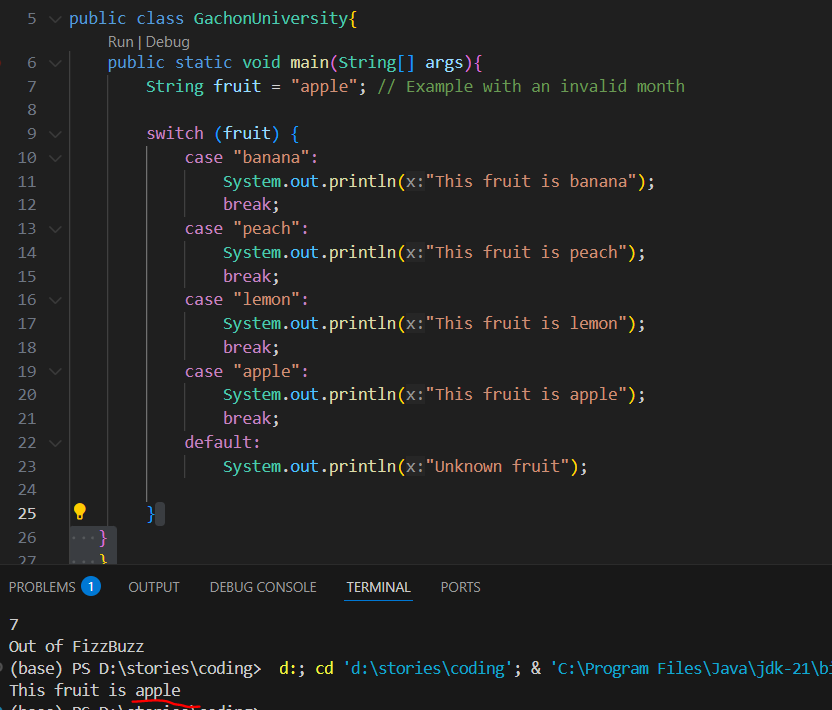 5 public class GachonUniversity{
Run | Debug
6 public static void main(String[] args){
7 String fruit = "apple"; // Example with an invalid month
8
9 switch (fruit) {
10 case "banana":
11 System.out.println(x:"This fruit is banana");
12 break;
13 case "peach":
14 System.out.println(x:"This fruit is peach");
15 break;
16 case "lemon":
17 System.out.println(x:"This fruit is lemon");
18 break;
19 case "apple":
20 System.out.println(x:"This fruit is apple");
21 break;
22 default:
23 System.out.println(x:"Unknown fruit");
24
25 }
26 }
27 }
PROBLEMS 1 OUTPUT DEBUG CONSOLE TERMINAL PORTS
7
Out of FizzBuzz
(base) PS D:\stories\coding> d:; cd 'd:\stories\coding'; & 'C:\Program Files\Java\jdk-21\bi
This fruit is apple
(base) PS D:\stories\coding>